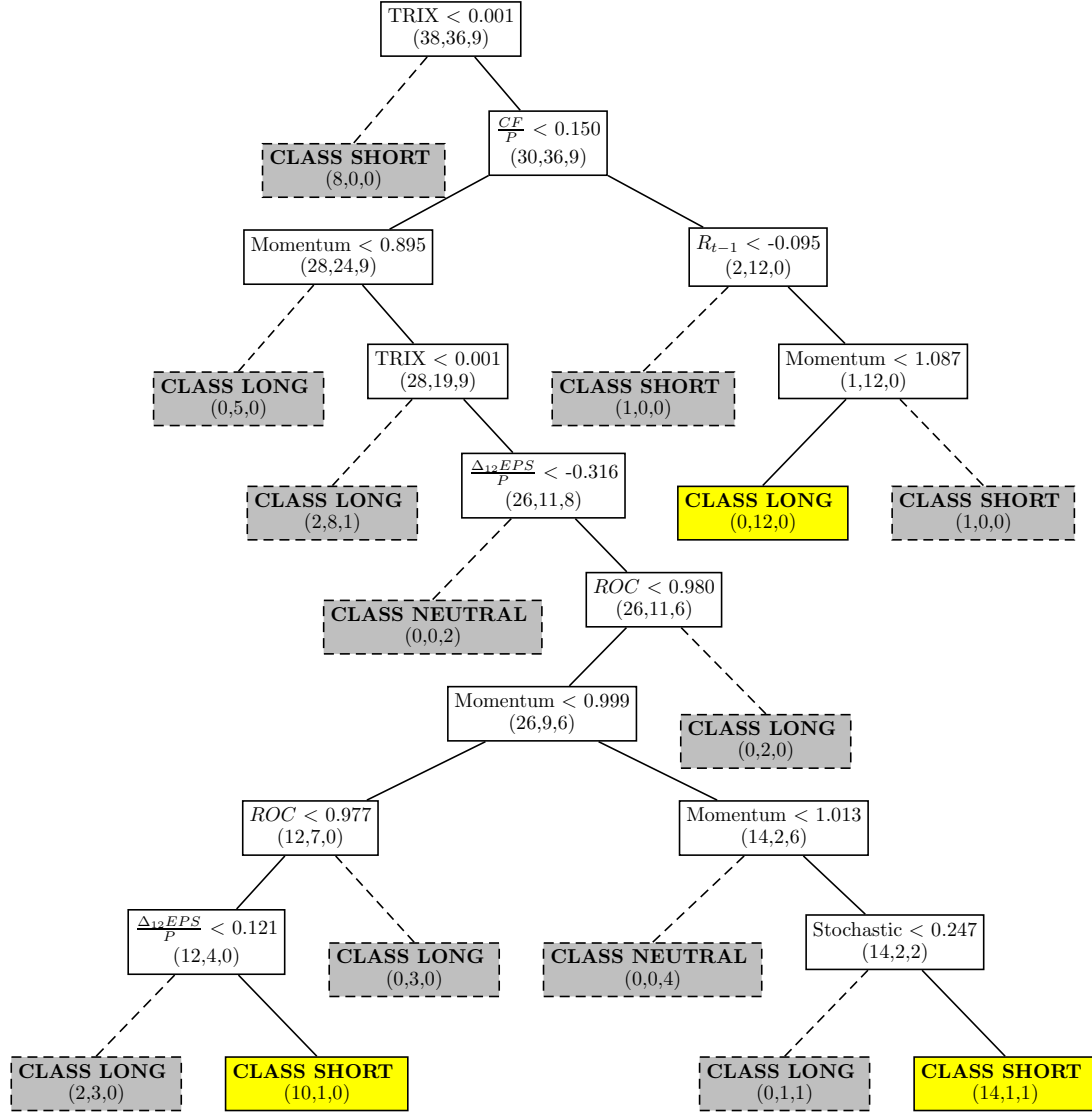 TRIX < 0.001
(38,36,9)
CF/P < 0.150
(30,36,9)
CLASS SHORT
(8,0,0)
Momentum < 0.895
(28,24,9)
R_{t−1} < -0.095
(2,12,0)
CLASS LONG
(0,5,0)
TRIX < 0.001
(28,19,9)
CLASS SHORT
(1,0,0)
Momentum < 1.087
(1,12,0)
CLASS LONG
(2,8,1)
Δ₁₂EPS/P < -0.316
(26,11,8)
CLASS LONG
(0,12,0)
CLASS SHORT
(1,0,0)
CLASS NEUTRAL
(0,0,2)
ROC < 0.980
(26,11,6)
Momentum < 0.999
(26,9,6)
CLASS LONG
(0,2,0)
ROC < 0.977
(12,7,0)
Momentum < 1.013
(14,2,6)
Δ₁₂EPS/P < 0.121
(12,4,0)
CLASS LONG
(0,3,0)
CLASS NEUTRAL
(0,0,4)
Stochastic < 0.247
(14,2,2)
CLASS LONG
(2,3,0)
CLASS SHORT
(10,1,0)
CLASS LONG
(0,1,1)
CLASS SHORT
(14,1,1)